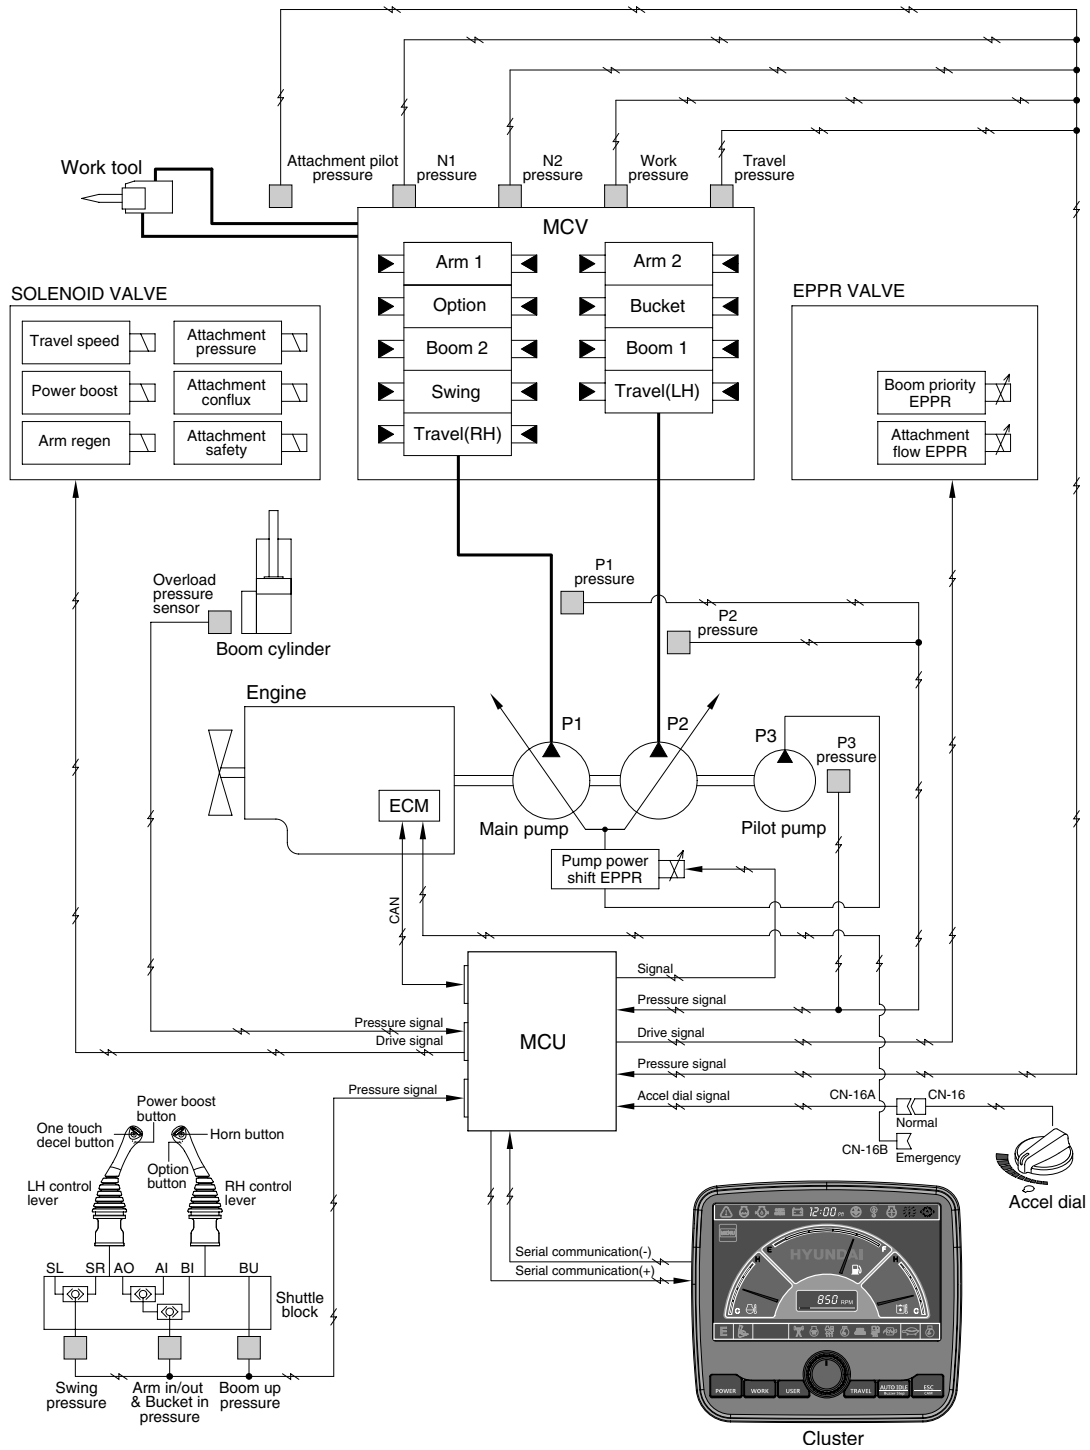 Attachment pilot
pressure
N1
pressure
N2
pressure
Work
pressure
Travel
pressure
Work tool
MCV
Arm 1
Option
Boom 2
Swing
Travel(RH)
Arm 2
Bucket
Boom 1
Travel(LH)
SOLENOID VALVE
Travel speed
Power boost
Arm regen
Attachment
pressure
Attachment
conflux
Attachment
safety
EPPR VALVE
Boom priority
EPPR
Attachment
flow EPPR
Overload
pressure
sensor
Boom cylinder
P1
pressure
P2
pressure
Engine
ECM
P1
P2
P3
P3
pressure
Main pump
Pilot pump
Pump power
shift EPPR
CAN
MCU
Signal
Pressure signal
Drive signal
Pressure signal
Accel dial signal
Pressure signal
Drive signal
Pressure signal
CN-16A
CN-16
Normal
CN-16B
Emergency
Accel dial
Power boost
button
One touch
decel button
Horn button
Option
button
LH control
lever
RH control
lever
SL
SR
AO
AI
BI
BU
Shuttle
block
Swing
pressure
Arm in/out
& Bucket in
pressure
Boom up
pressure
Serial communication(-)
Serial communication(+)
12:00
HYUNDAI
E
F
H
C
H
C
850 RPM
E
POWER
WORK
USER
TRAVEL
AUTO IDLE
ESC
Cluster